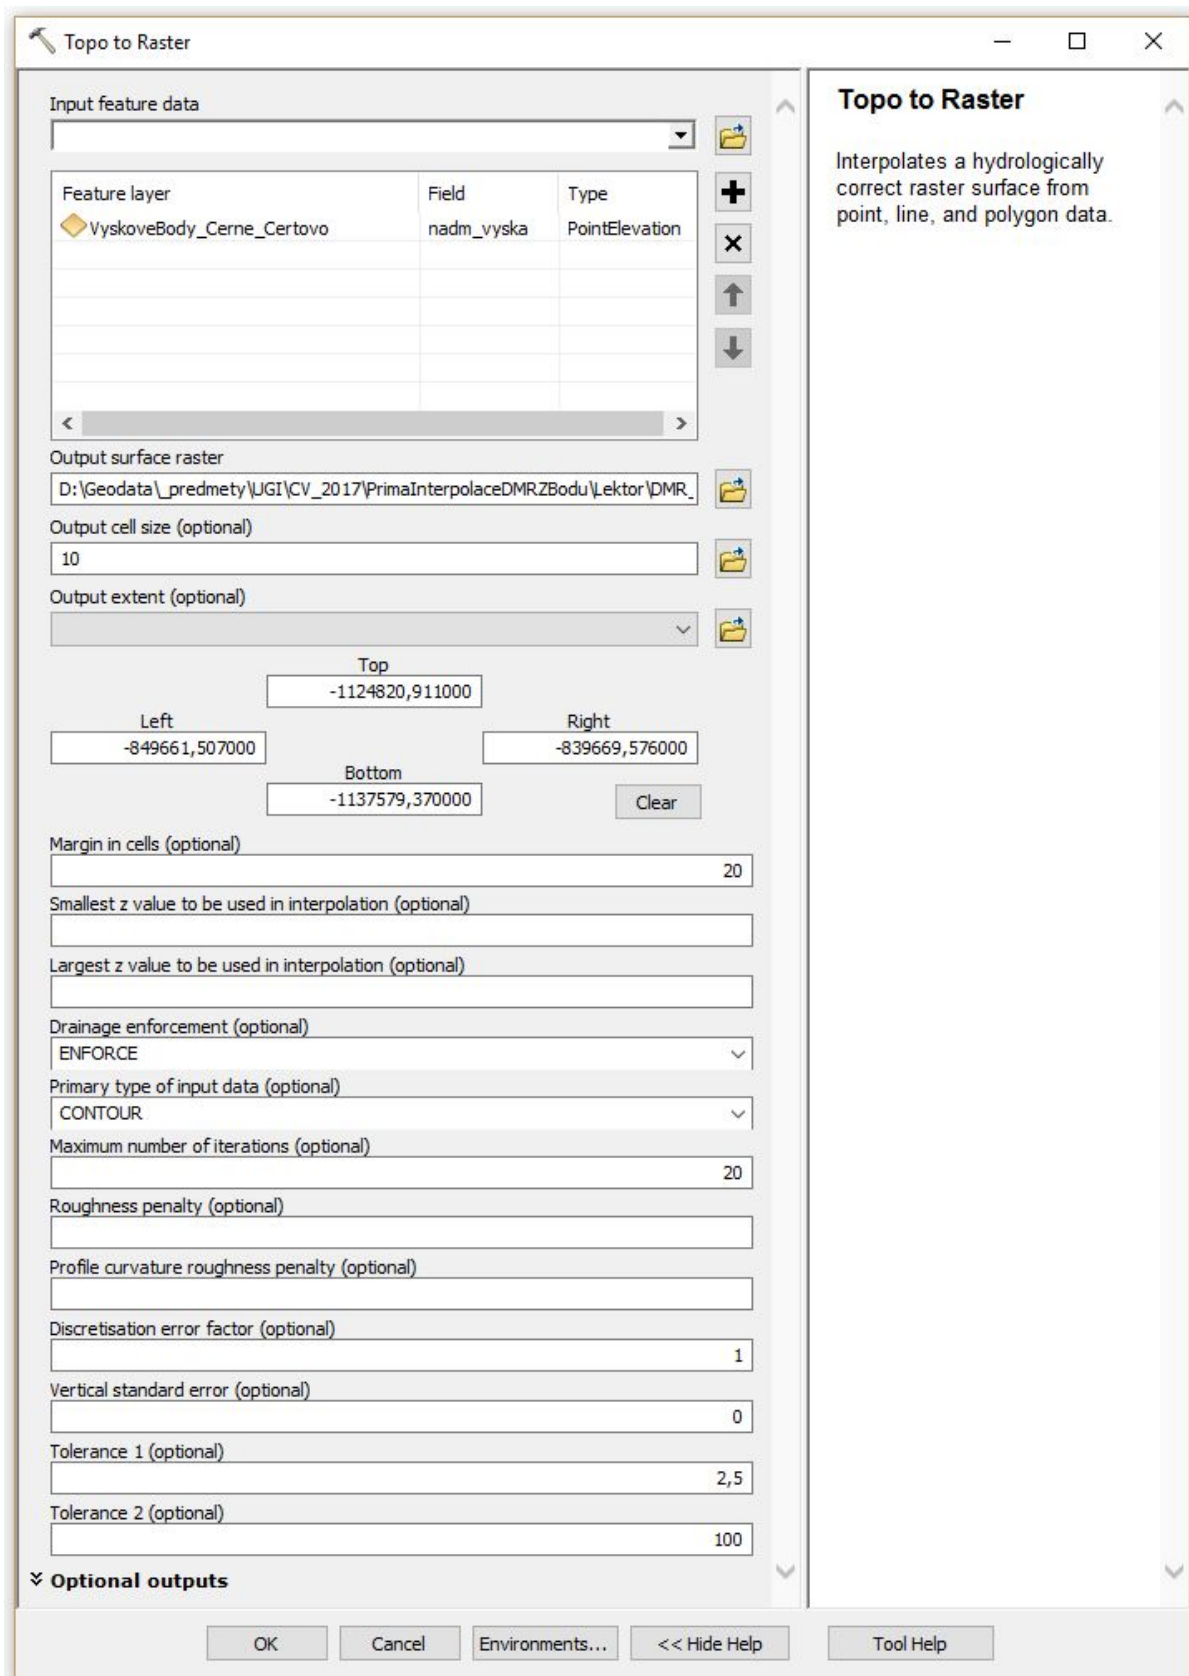 Topo to Raster
Input feature data
Feature layer Field Type
VyskoveBody_Cerne_Certovo nadm_vyska PointElevation
Output surface raster
D:\Geodata\_predmety\UGI\CV_2017\PrimaInterpolaceDMRZBodu\Lektor\DMR_
Output cell size (optional)
10
Output extent (optional)
Top
-1124820,911000
Left Right
-849661,507000 -839669,576000
Bottom
-1137579,370000
Clear
Margin in cells (optional)
20
Smallest z value to be used in interpolation (optional)
Largest z value to be used in interpolation (optional)
Drainage enforcement (optional)
ENFORCE
Primary type of input data (optional)
CONTOUR
Maximum number of iterations (optional)
20
Roughness penalty (optional)
Profile curvature roughness penalty (optional)
Discretisation error factor (optional)
1
Vertical standard error (optional)
0
Tolerance 1 (optional)
2,5
Tolerance 2 (optional)
100
Optional outputs
Topo to Raster
Interpolates a hydrologically
correct raster surface from
point, line, and polygon data.
OK Cancel Environments... << Hide Help Tool Help